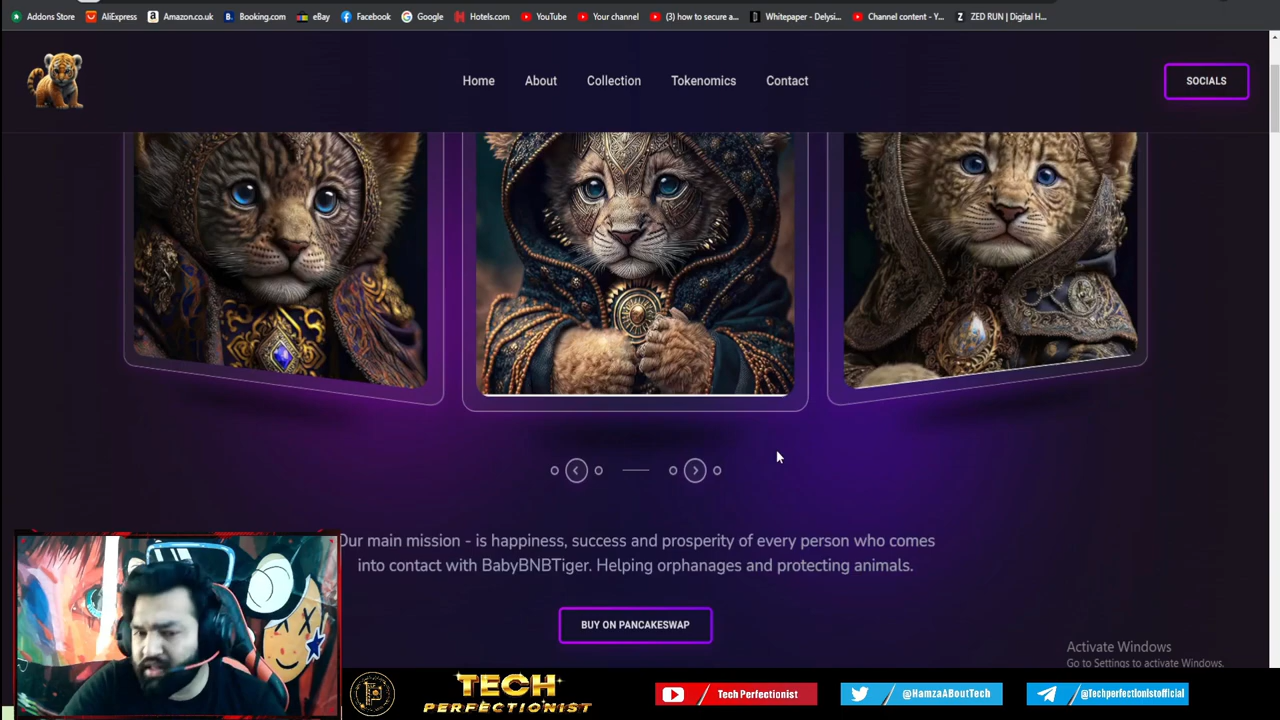 Addons Store
AliExpress
Amazon.co.uk
Booking.com
eBay
Facebook
Google
Hotels.com
YouTube
Your channel
(3) how to secure a...
Whitepaper - Delysi...
Channel content - Y...
ZED RUN | Digital H...
Home
About
Collection
Tokenomics
Contact
SOCIALS
Our main mission - is happiness, success and prosperity of every person who comes
into contact with BabyBNBTiger. Helping orphanages and protecting animals.
BUY ON PANCAKESWAP
Activate Windows
Go to Settings to activate Windows.
TECH
PERFECTIONIST
Tech Perfectionist
@HamzaABoutTech
@Techperfectionistofficial